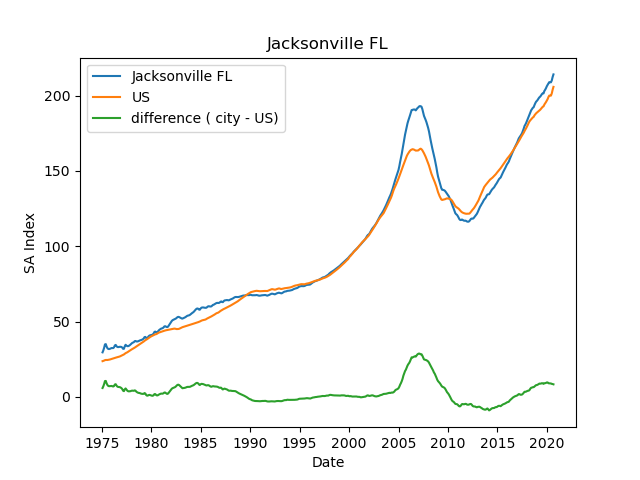 Jacksonville FL
Jacksonville FL
US
difference ( city - US)
SA Index
200
150
100
50
0
1975 1980 1985 1990 1995 2000 2005 2010 2015 2020
Date